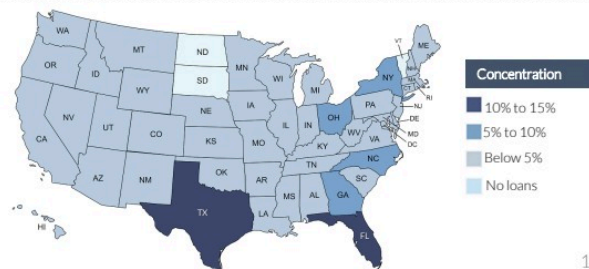 WA
MT
ND
MN
VT
ME
OR
ID
SD
WI
MI
NY
NH
MA
CT
RI
WY
IA
PA
NJ
NE
NV
UT
CO
IL
IN
OH
DE
MD
DC
WV
VA
CA
KS
MO
KY
NC
TN
AZ
NM
OK
AR
SC
MS
AL
GA
TX
LA
FL
HI
Concentration
10% to 15%
5% to 10%
Below 5%
No loans
1